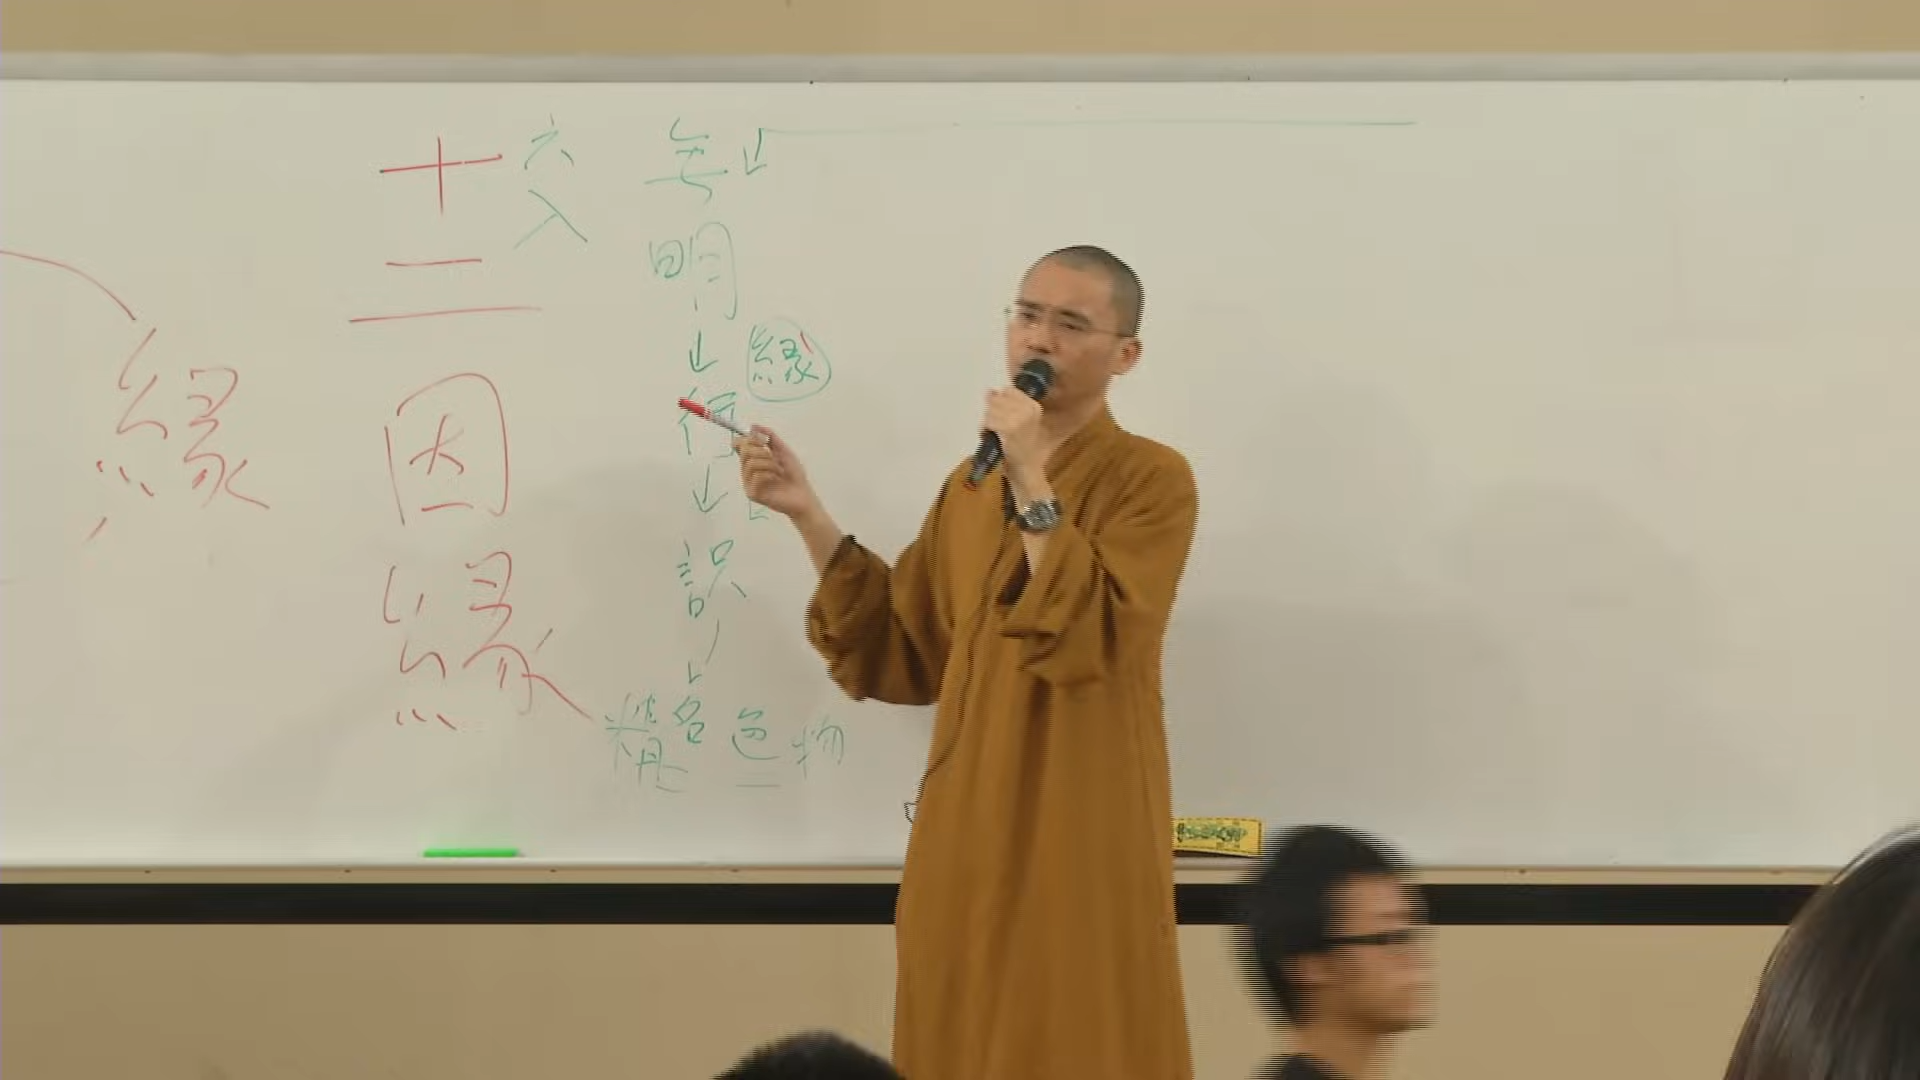 緣
十二因緣
六入
無明
↓
緣
行
↓
識
↓
精名色物